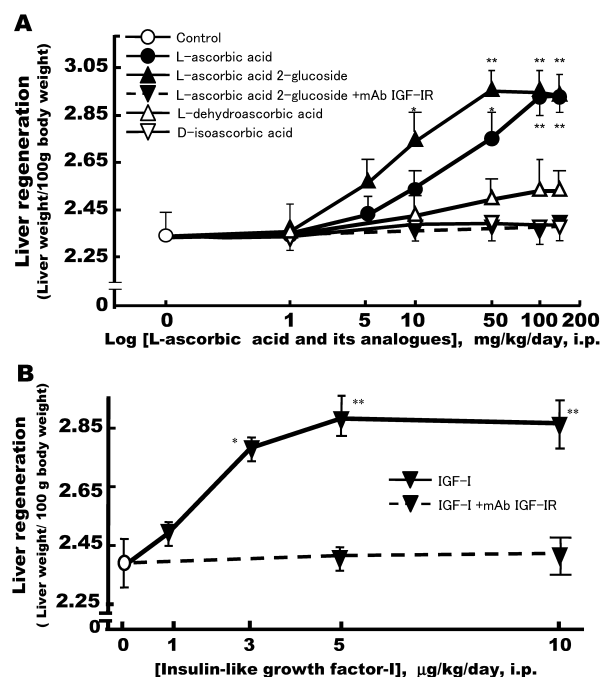 A
Control
L-ascorbic acid
L-ascorbic acid 2-glucoside
L-ascorbic acid 2-glucoside +mAb IGF-IR
L-dehydroascorbic acid
D-isoascorbic acid
Liver regeneration
(Liver weight/100g body weight)
3.05
2.85
2.65
2.45
2.25
0
** ** **
* *
** **
0 1 5 10 50 100 200
Log [L-ascorbic acid and its analogues], mg/kg/day, i.p.
B
Liver regeneration
( Liver weight/ 100 g body weight)
2.85
2.65
2.45
2.25
0
* ** **
IGF-I
IGF-I +mAb IGF-IR
0 1 3 5 10
[Insulin-like growth factor-I], μg/kg/day, i.p.